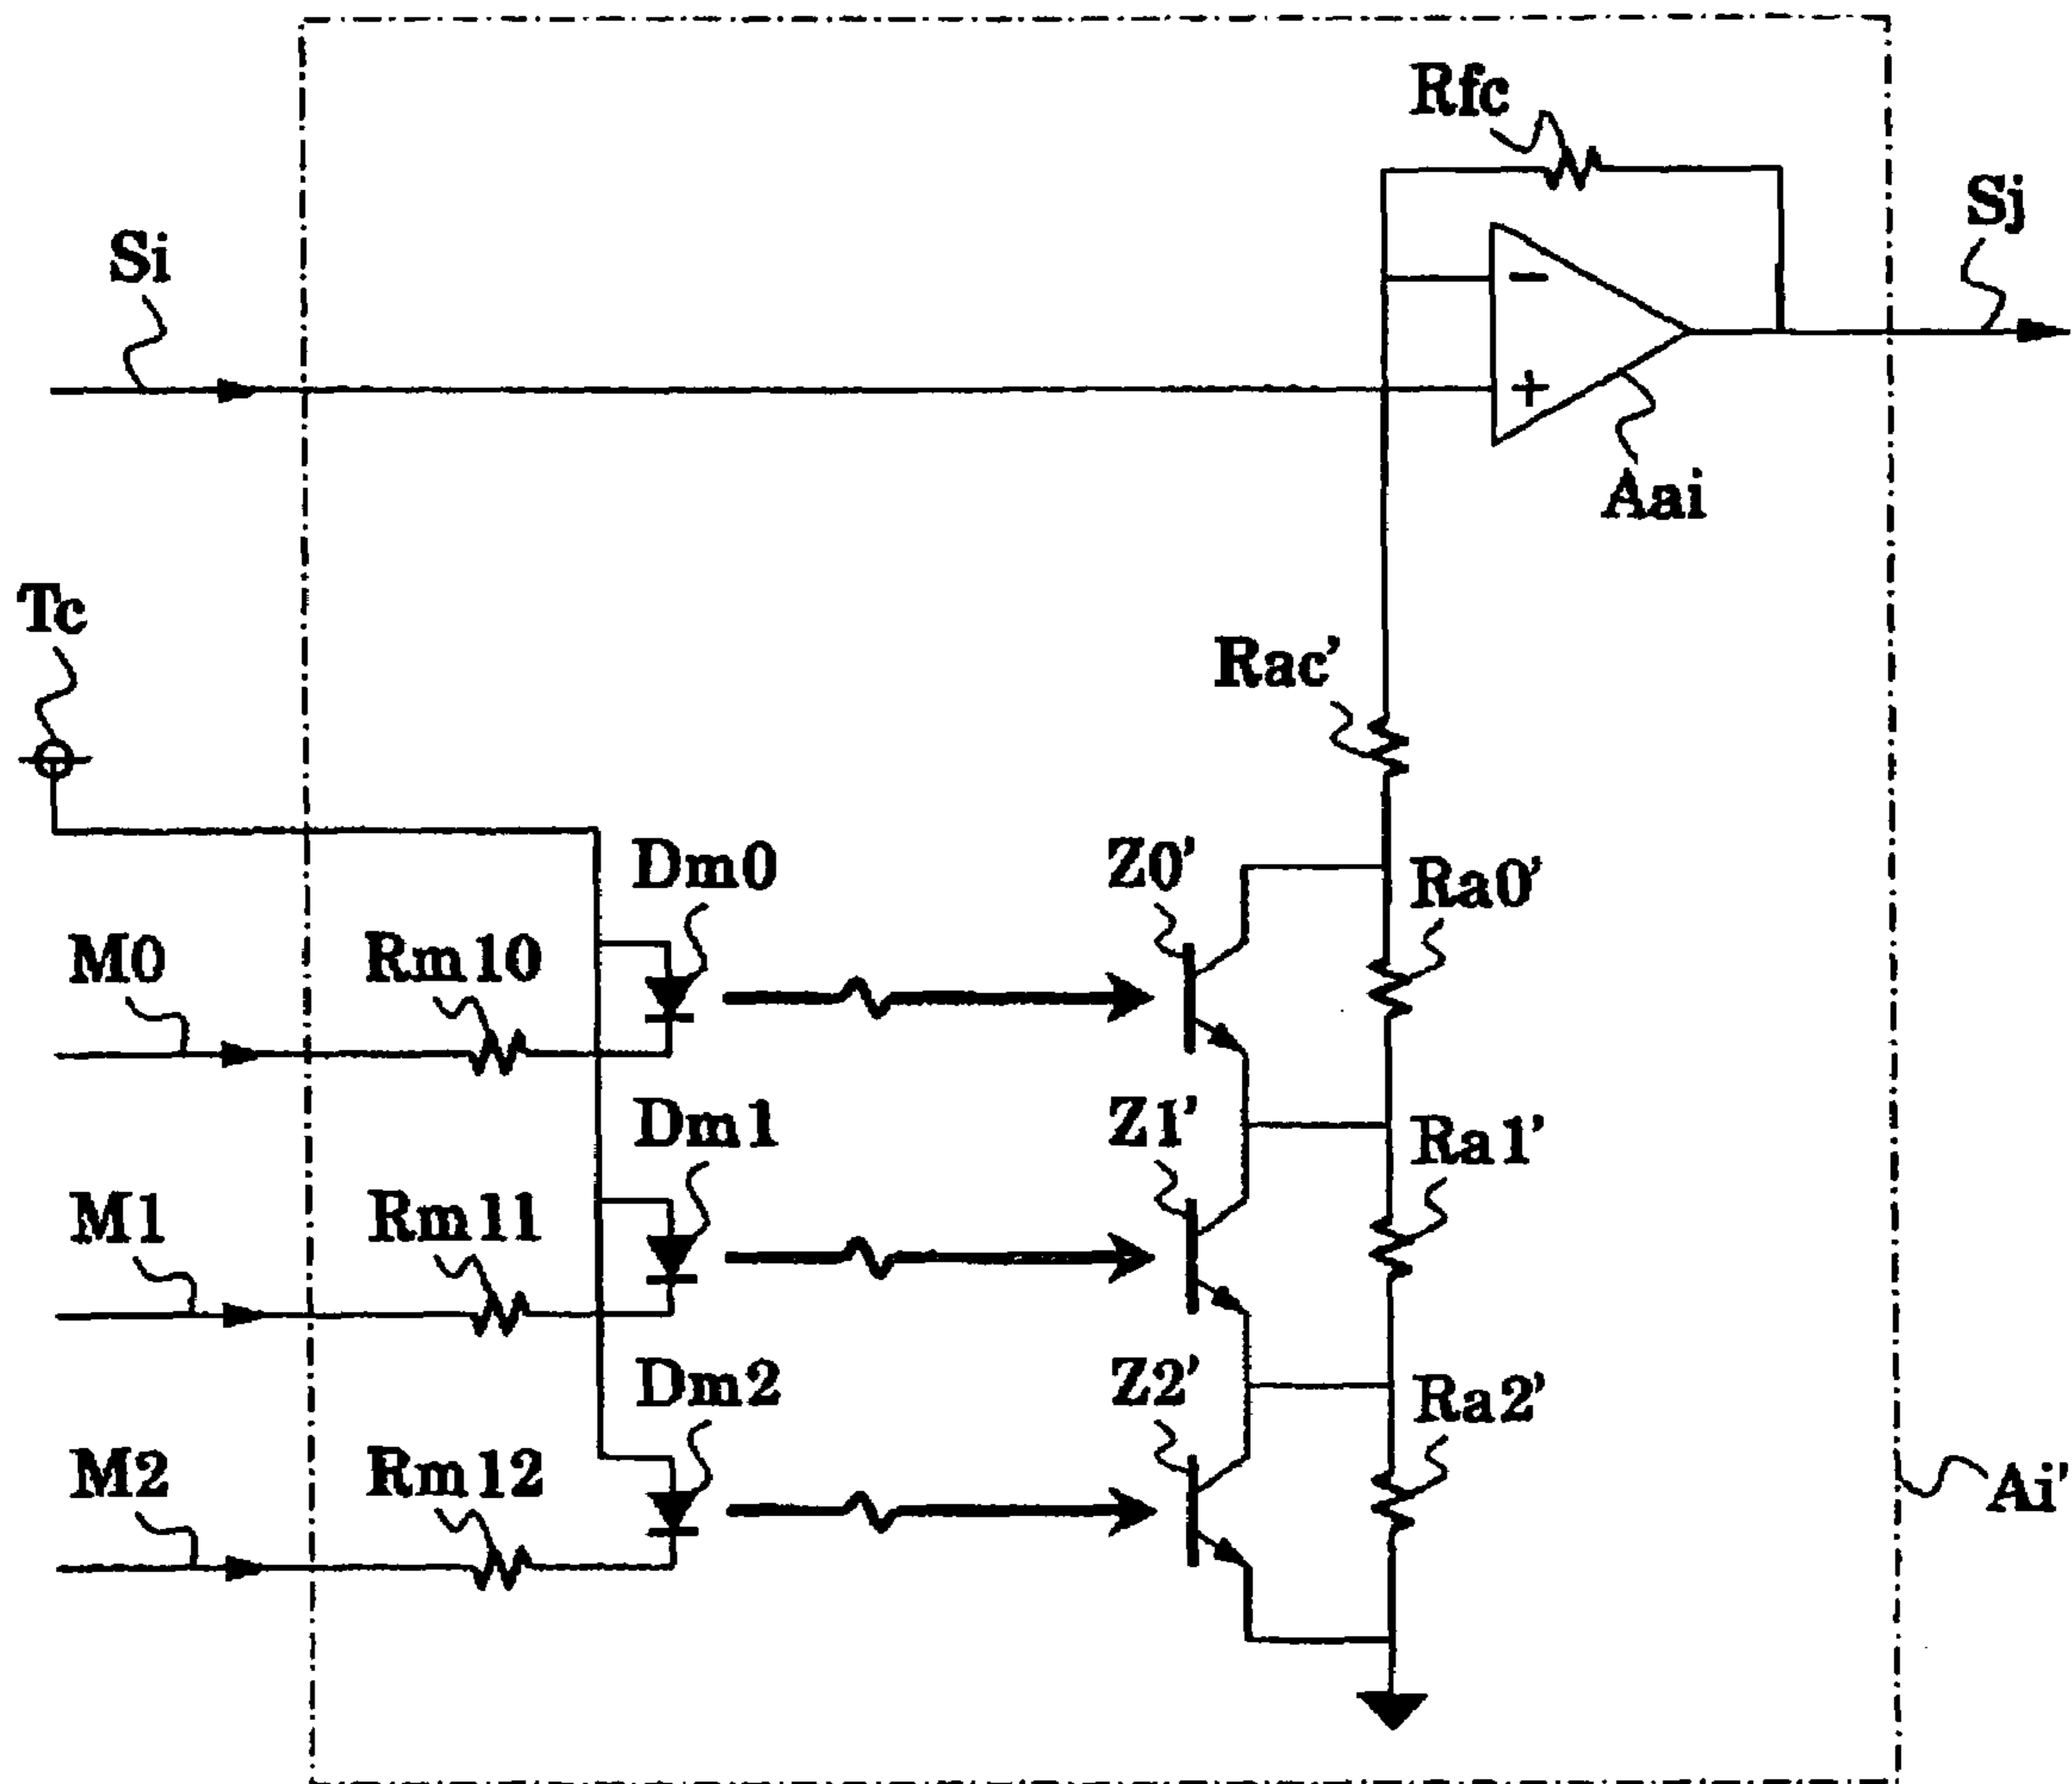 Rfc
Sj
Si
−
+
Aai
Tc
Rac'
Dm0
Z0'
Ra0'
M0
Rm10
Dm1
Z1'
Ra1'
M1
Rm11
Dm2
Z2'
Ra2'
M2
Rm12
Ai'